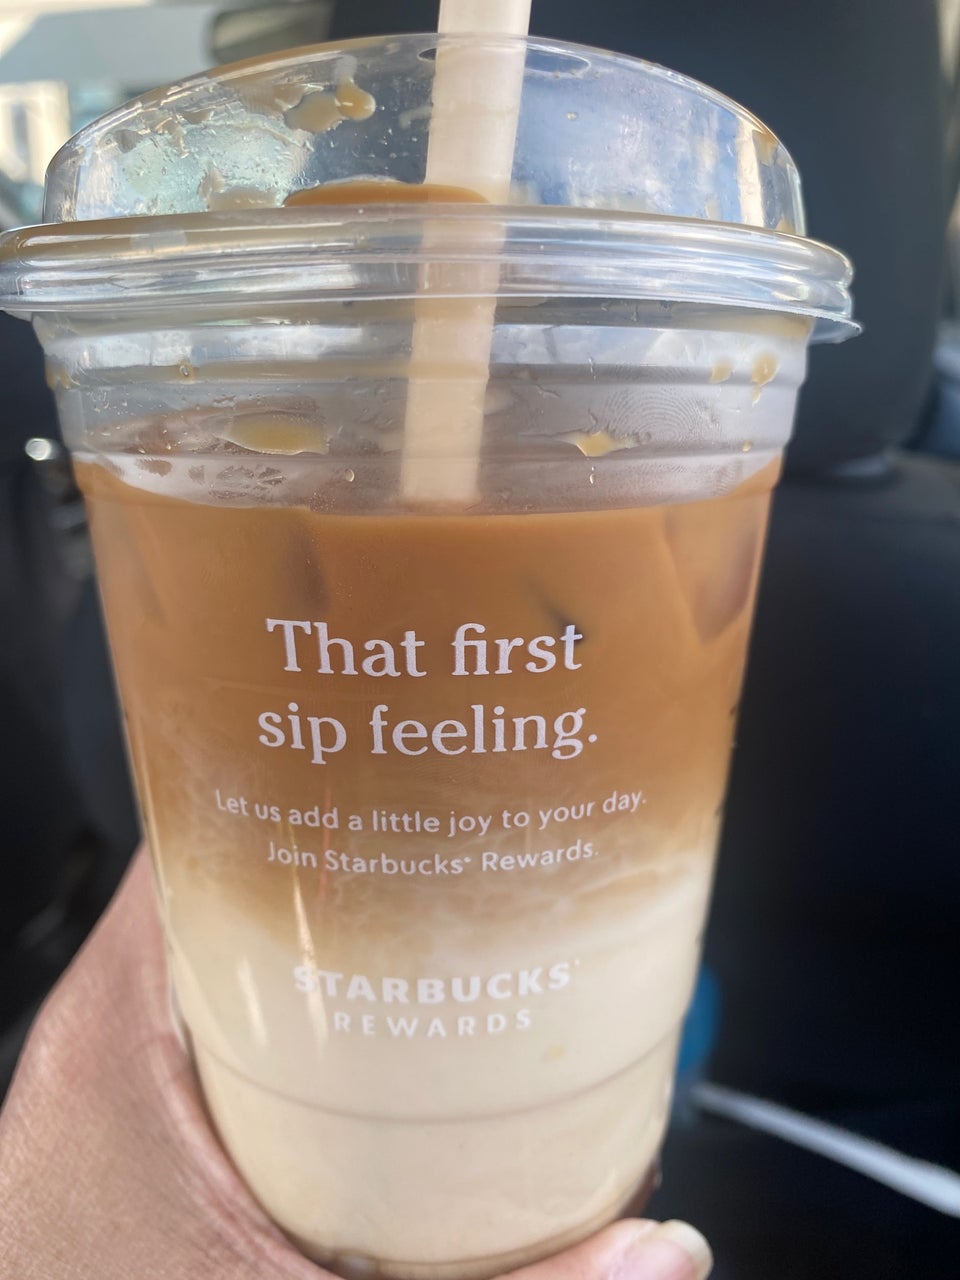 That first
sip feeling.
Let us add a little joy to your day.
Join Starbucks® Rewards.
STARBUCKS®
REWARDS